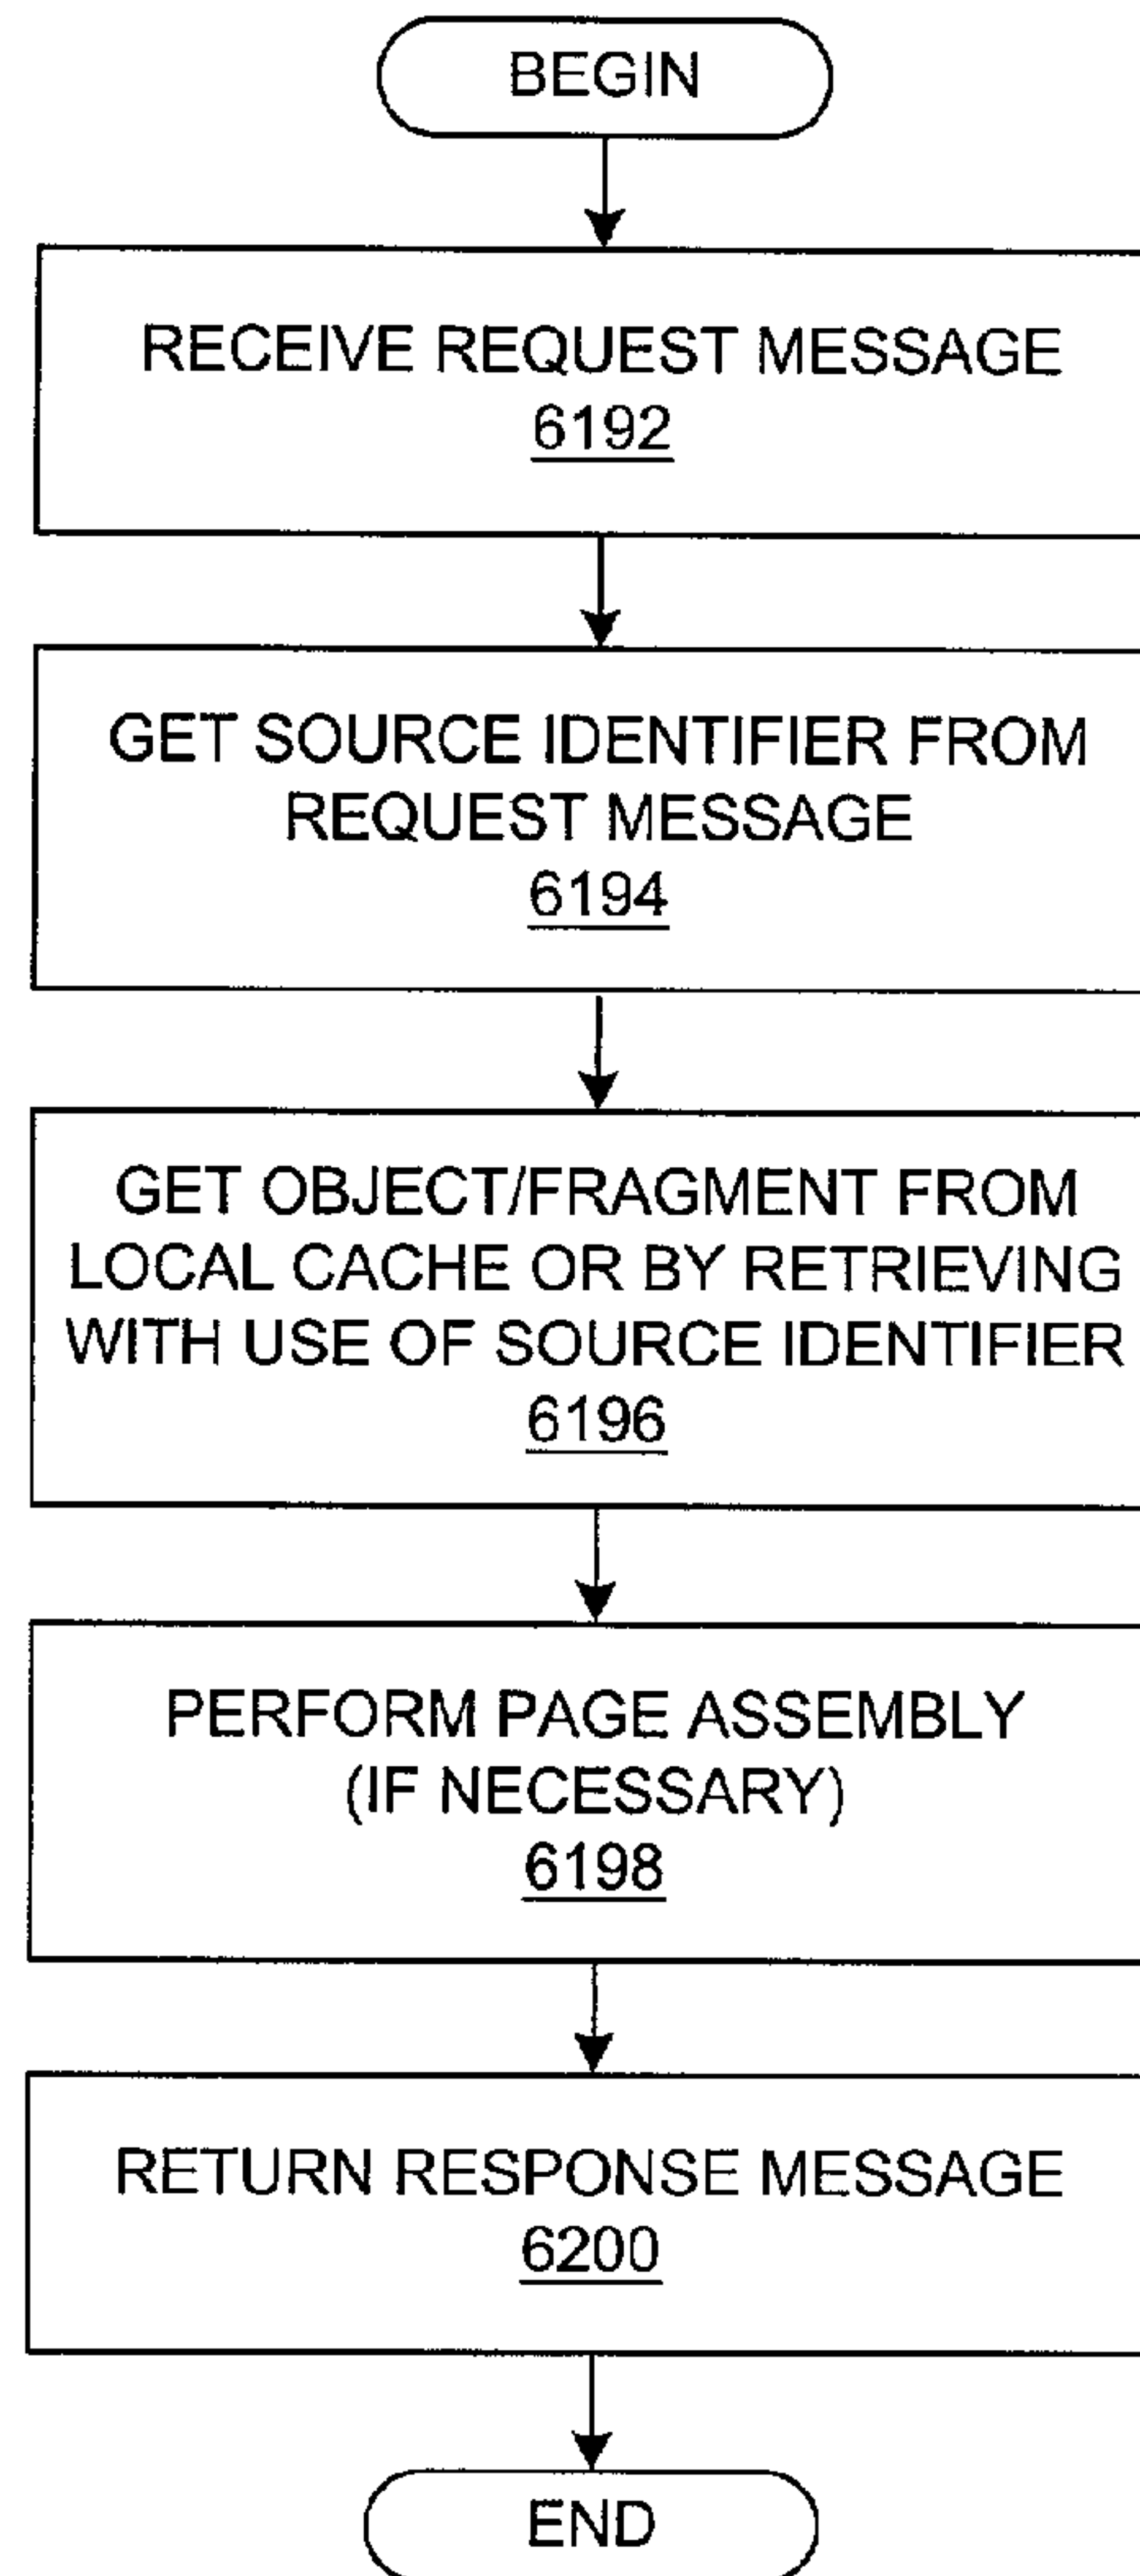 BEGIN
RECEIVE REQUEST MESSAGE
6192
GET SOURCE IDENTIFIER FROM
REQUEST MESSAGE
6194
GET OBJECT/FRAGMENT FROM
LOCAL CACHE OR BY RETRIEVING
WITH USE OF SOURCE IDENTIFIER
6196
PERFORM PAGE ASSEMBLY
(IF NECESSARY)
6198
RETURN RESPONSE MESSAGE
6200
END